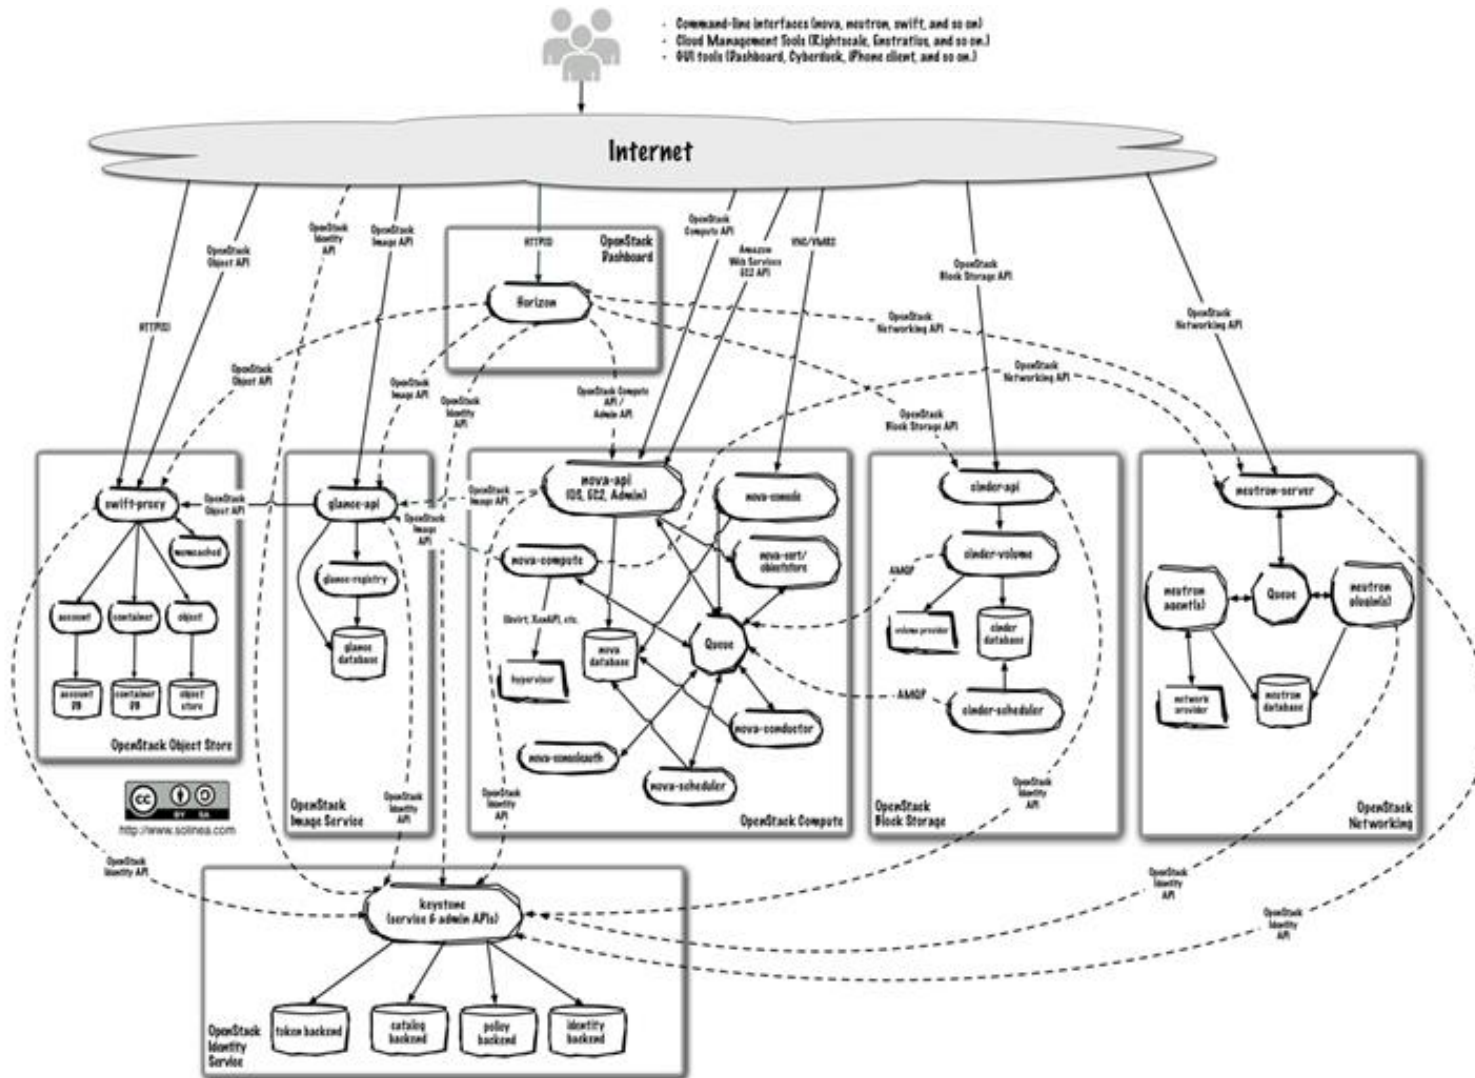 - Command-line interfaces (nova, neutron, swift, and so on)
- Cloud Management Tools (Rightscale, Enstratius, and so on.)
- GUI tools (Dashboard, Cyberduck, iPhone client, and so on.)
Internet
HTTP(S)
OpenStack
Object API
OpenStack
Identity
API
OpenStack
Image API
HTTP(S)
OpenStack
Dashboard
Horizon
OpenStack
Compute API
Amazon
Web Services
EC2 API
VNC/VMRC
OpenStack
Block Storage API
OpenStack
Networking API
OpenStack
Networking API
OpenStack
Networking API
OpenStack
Object API
OpenStack
Image API
OpenStack
Identity
API
OpenStack Compute
API /
Admin API
OpenStack
Block Storage API
swift-proxy
memcached
account
container
object
account
DB
container
DB
object
store
OpenStack Object Store
OpenStack
Object API
glance-api
glance-registry
glance
database
OpenStack
Image Service
OpenStack
Image API
OpenStack
Image API
nova-api
(OS, EC2, Admin)
nova-console
nova-compute
nova-cert/
objectstore
libvirt, XenAPI, etc.
hypervisor
nova
database
Queue
nova-conductor
nova-consoleauth
nova-scheduler
OpenStack Compute
cinder-api
cinder-volume
volume provider
cinder
database
cinder-scheduler
AMQP
AMQP
OpenStack
Block Storage
neutron-server
neutron
agent(s)
Queue
neutron
plugin(s)
network
provider
neutron
database
OpenStack
Networking
CC
BY SA
http://www.solinea.com
OpenStack
Identity API
OpenStack
Identity
API
OpenStack
Identity
API
OpenStack
Identity
API
OpenStack
Identity
API
OpenStack
Identity
API
keystone
(service & admin APIs)
token backend
catalog
backend
policy
backend
identity
backend
OpenStack
Identity
Service